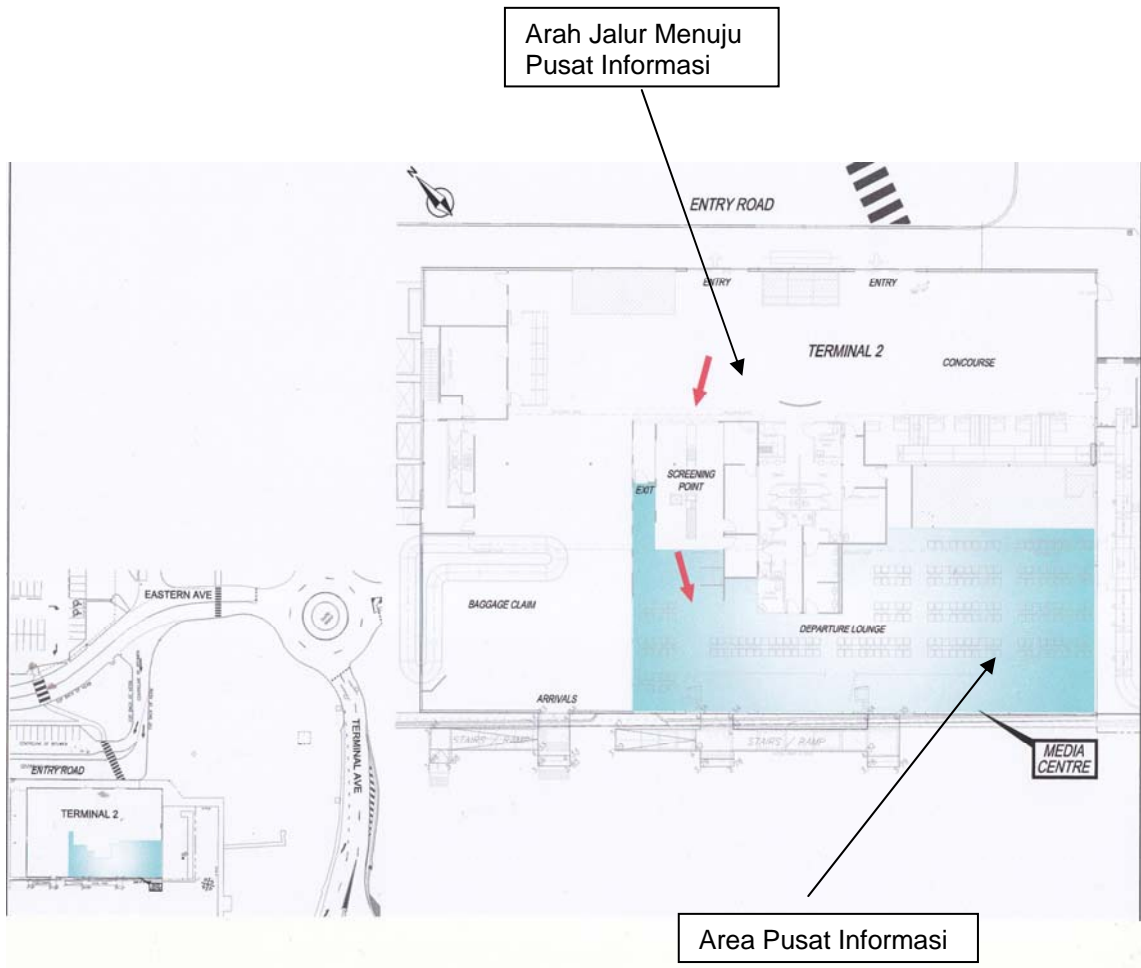 Arah Jalur Menuju
Pusat Informasi
N
ENTRY ROAD
ENTRY
ENTRY
TERMINAL 2
CONCOURSE
SCREENING
POINT
EXIT
BAGGAGE CLAIM
DEPARTURE LOUNGE
ARRIVALS
STAIRS / RAMP
STAIRS / RAMP
MEDIA
CENTRE
EASTERN AVE
TERMINAL AVE
ENTRY ROAD
TERMINAL 2
Area Pusat Informasi